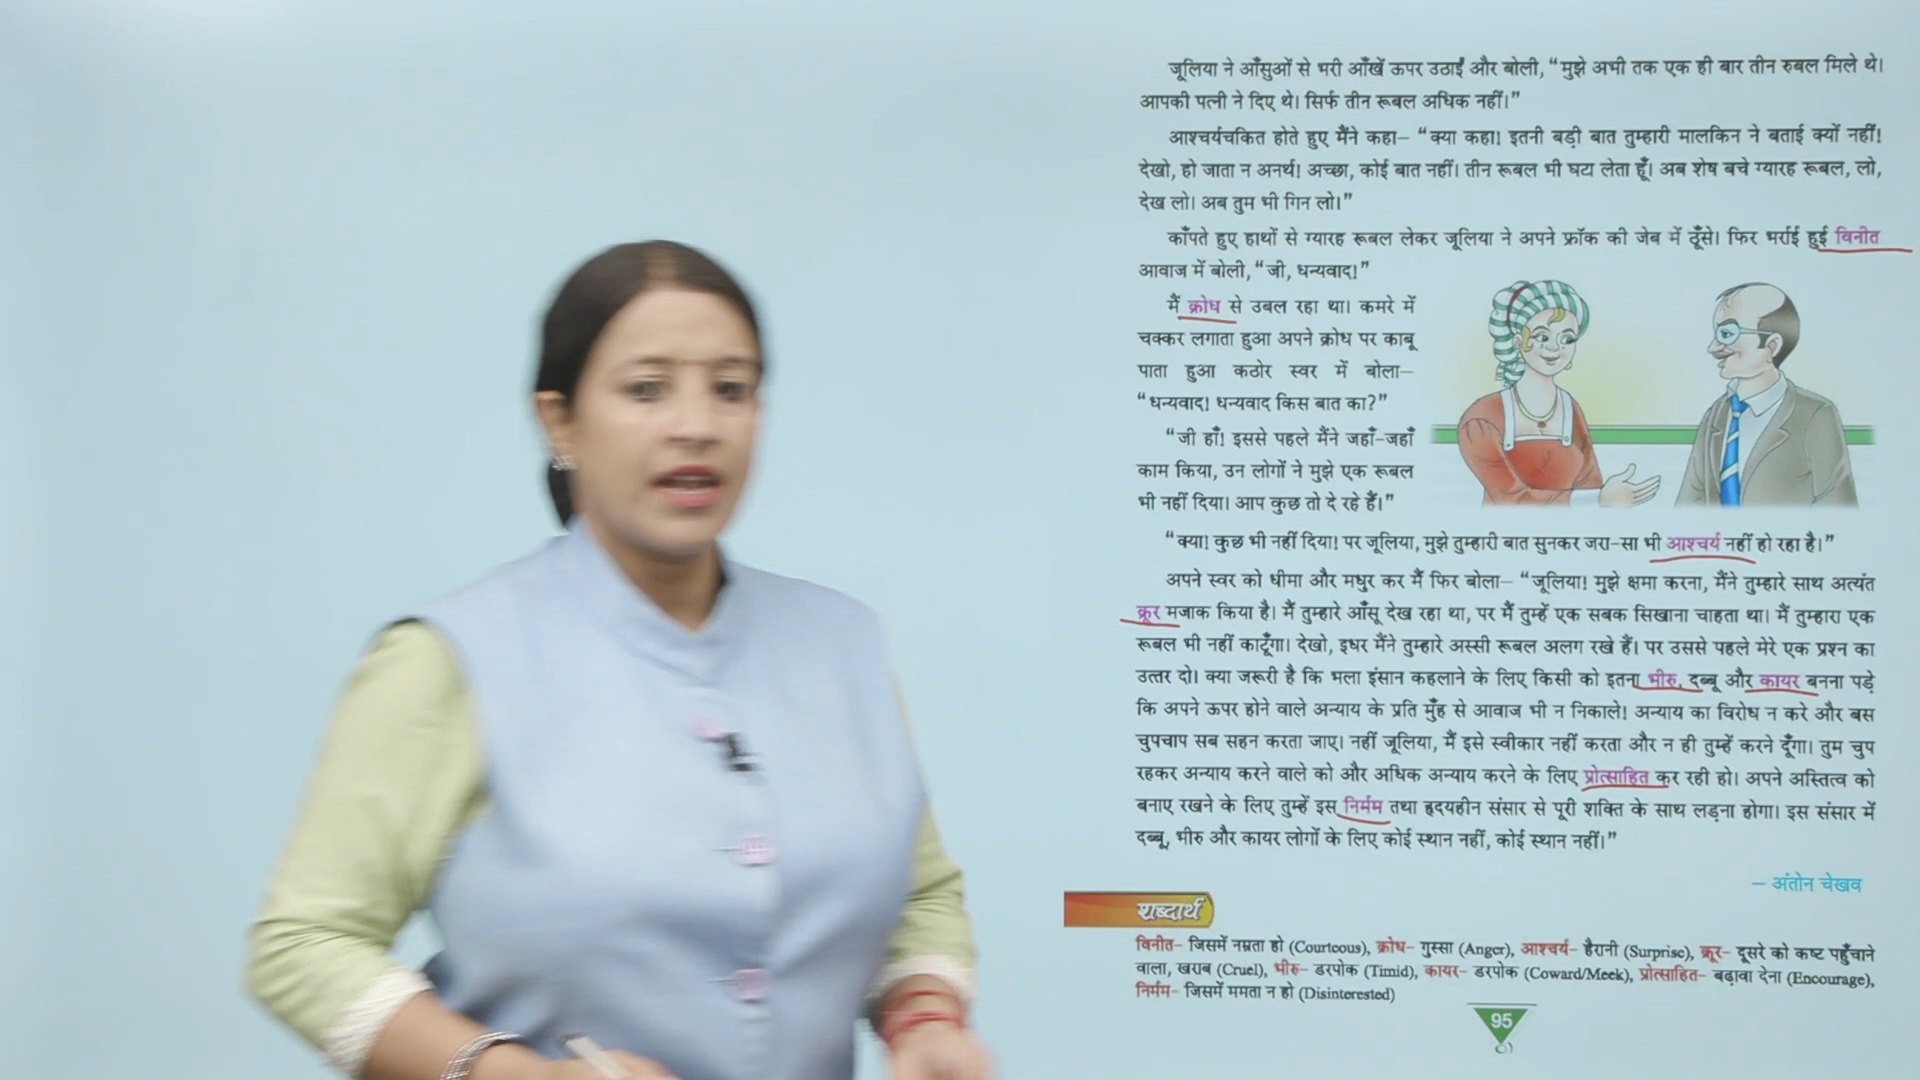 जूलिया ने आँसुओं से भरी आँखें ऊपर उठाईं और बोली, “मुझे अभी तक एक ही बार तीन रुबल मिले थे।
आपकी पत्नी ने दिए थे। सिर्फ तीन रूबल अधिक नहीं।”
आश्चर्यचकित होते हुए मैंने कहा– “क्या कहा! इतनी बड़ी बात तुम्हारी मालकिन ने बताई क्यों नहीं!
देखो, हो जाता न अनर्थ! अच्छा, कोई बात नहीं। तीन रूबल भी घटा लेता हूँ। अब शेष बचे ग्यारह रूबल, लो,
देख लो। अब तुम भी गिन लो।”
काँपते हुए हाथों से ग्यारह रूबल लेकर जूलिया ने अपने फ्रॉक की जेब में ठूँसे। फिर भर्राई हुई विनीत
आवाज में बोली, “जी, धन्यवाद!”
मैं क्रोध से उबल रहा था। कमरे में
चक्कर लगाता हुआ अपने क्रोध पर काबू
पाता हुआ कठोर स्वर में बोला–
“धन्यवाद! धन्यवाद किस बात का?”
“जी हाँ! इससे पहले मैंने जहाँ-जहाँ
काम किया, उन लोगों ने मुझे एक रूबल
भी नहीं दिया। आप कुछ तो दे रहे हैं।”
“क्या! कुछ भी नहीं दिया! पर जूलिया, मुझे तुम्हारी बात सुनकर जरा-सा भी आश्चर्य नहीं हो रहा है।”
अपने स्वर को धीमा और मधुर कर मैं फिर बोला– “जूलिया! मुझे क्षमा करना, मैंने तुम्हारे साथ अत्यंत
क्रूर मजाक किया है। मैं तुम्हारे आँसू देख रहा था, पर मैं तुम्हें एक सबक सिखाना चाहता था। मैं तुम्हारा एक
रूबल भी नहीं काटूँगा। देखो, इधर मैंने तुम्हारे अस्सी रूबल अलग रखे हैं। पर उससे पहले मेरे एक प्रश्न का
उत्तर दो। क्या जरूरी है कि भला इंसान कहलाने के लिए किसी को इतना भीरु, दब्बू और कायर बनना पड़े
कि अपने ऊपर होने वाले अन्याय के प्रति मुँह से आवाज भी न निकाले! अन्याय का विरोध न करे और बस
चुपचाप सब सहन करता जाए। नहीं जूलिया, मैं इसे स्वीकार नहीं करता और न ही तुम्हें करने दूँगा। तुम चुप
रहकर अन्याय करने वाले को और अधिक अन्याय करने के लिए प्रोत्साहित कर रही हो। अपने अस्तित्व को
बनाए रखने के लिए तुम्हें इस निर्मम तथा हृदयहीन संसार से पूरी शक्ति के साथ लड़ना होगा। इस संसार में
दब्बू, भीरु और कायर लोगों के लिए कोई स्थान नहीं, कोई स्थान नहीं।”
– अंतोन चेखव
शब्दार्थ
विनीत– जिसमें नम्रता हो (Courteous), क्रोध– गुस्सा (Anger), आश्चर्य– हैरानी (Surprise), क्रूर– दूसरे को कष्ट पहुँचाने
वाला, खराब (Cruel), भीरु– डरपोक (Timid), कायर– डरपोक (Coward/Meek), प्रोत्साहित– बढ़ावा देना (Encourage),
निर्मम– जिसमें ममता न हो (Disinterested)
95